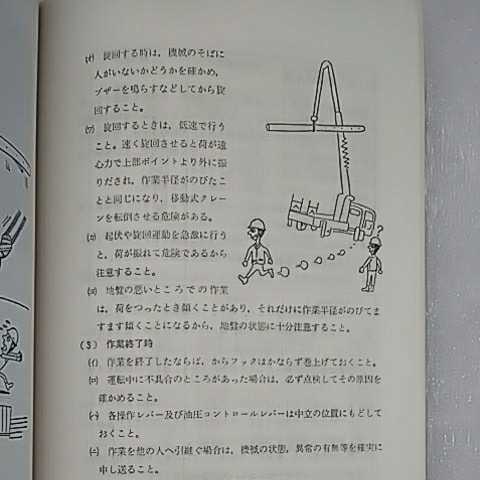 旋回する時は，機械のそばに
人がいないかどうかを確かめ，
ブザーを鳴らすなどしてから旋
回すること。
旋回するときは，低速で行う
こと。速く旋回させると荷が遠
心力で上部ポイントより外に振
りだされ，作業半径がのびたこ
とと同じになり，移動式クレー
ンを転倒させる危険がある。
起伏や旋回運動を急激に行う
と，荷が振れて危険であるから
注意すること。
地盤の悪いところでの作業
は，荷をつったとき傾くことがあり，それだけに作業半径がのびてま
すます傾くことになるから，地盤の状態に十分注意すること。
(3) 作業終了時
(イ) 作業を終了したならば，からフックはかならず巻上げておくこと。
(ロ) 運転中に不具合のところがあった場合は，必ず点検してその原因を
確かめること。
(ハ) 各操作レバー及び油圧コントロールレバーは中立の位置にもどして
おくこと。
(ニ) 作業を他の人へ引継ぐ場合は，機械の状態，異常の有無等を確実に
申し送ること。
?